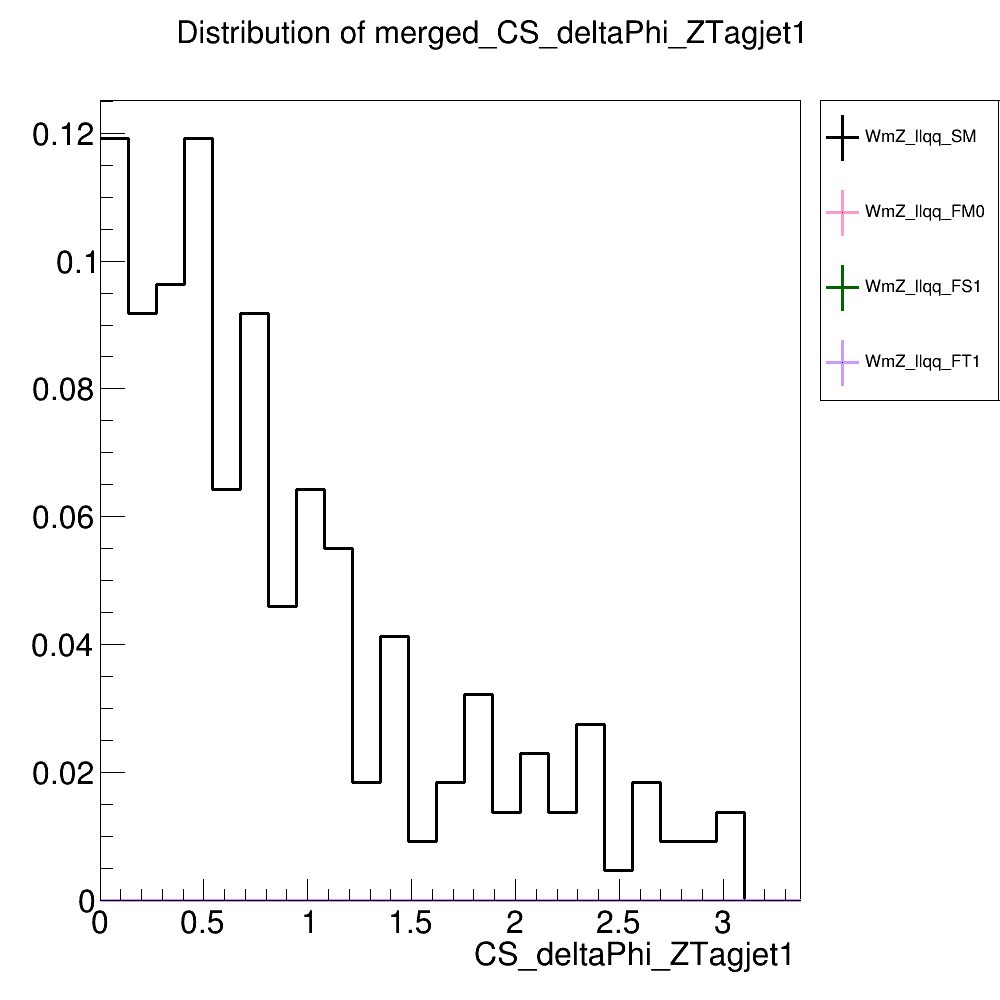 Distribution of merged_CS_deltaPhi_ZTagjet1
0.12
0.1
0.08
0.06
0.04
0.02
0
0 0.5 1 1.5 2 2.5 3
CS_deltaPhi_ZTagjet1
WmZ_llqq_SM
WmZ_llqq_FM0
WmZ_llqq_FS1
WmZ_llqq_FT1